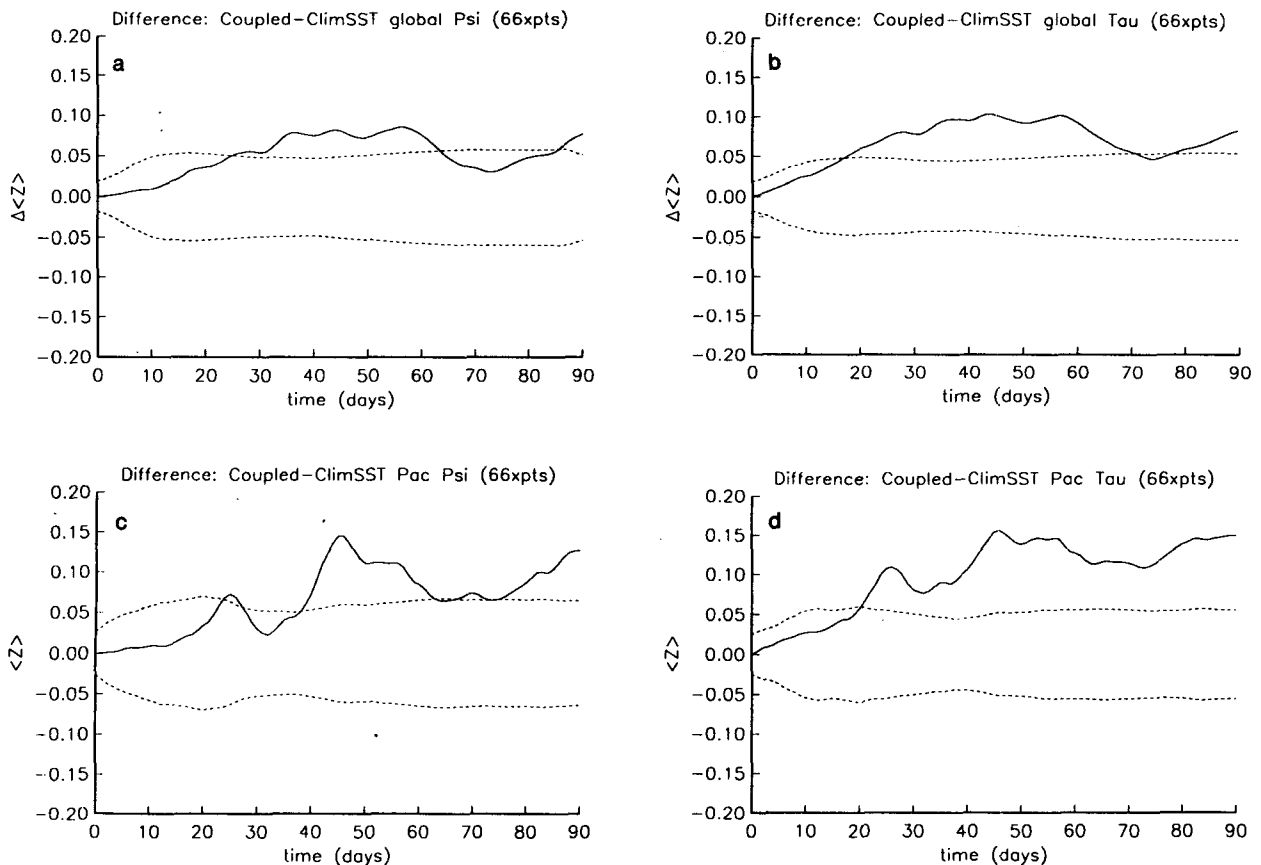 Difference: Coupled-ClimSST global Psi (66xpts)
a
0.20
0.15
0.10
0.05
0.00
-0.05
-0.10
-0.15
-0.20
Δ<Z>
0 10 20 30 40 50 60 70 80 90
time (days)
Difference: Coupled-ClimSST global Tau (66xpts)
b
0.20
0.15
0.10
0.05
0.00
-0.05
-0.10
-0.15
-0.20
Δ<Z>
0 10 20 30 40 50 60 70 80 90
time (days)
Difference: Coupled-ClimSST Pac Psi (66xpts)
c
0.20
0.15
0.10
0.05
0.00
-0.05
-0.10
-0.15
-0.20
<Z>
0 10 20 30 40 50 60 70 80 90
time (days)
Difference: Coupled-ClimSST Pac Tau (66xpts)
d
0.20
0.15
0.10
0.05
0.00
-0.05
-0.10
-0.15
-0.20
<Z>
0 10 20 30 40 50 60 70 80 90
time (days)